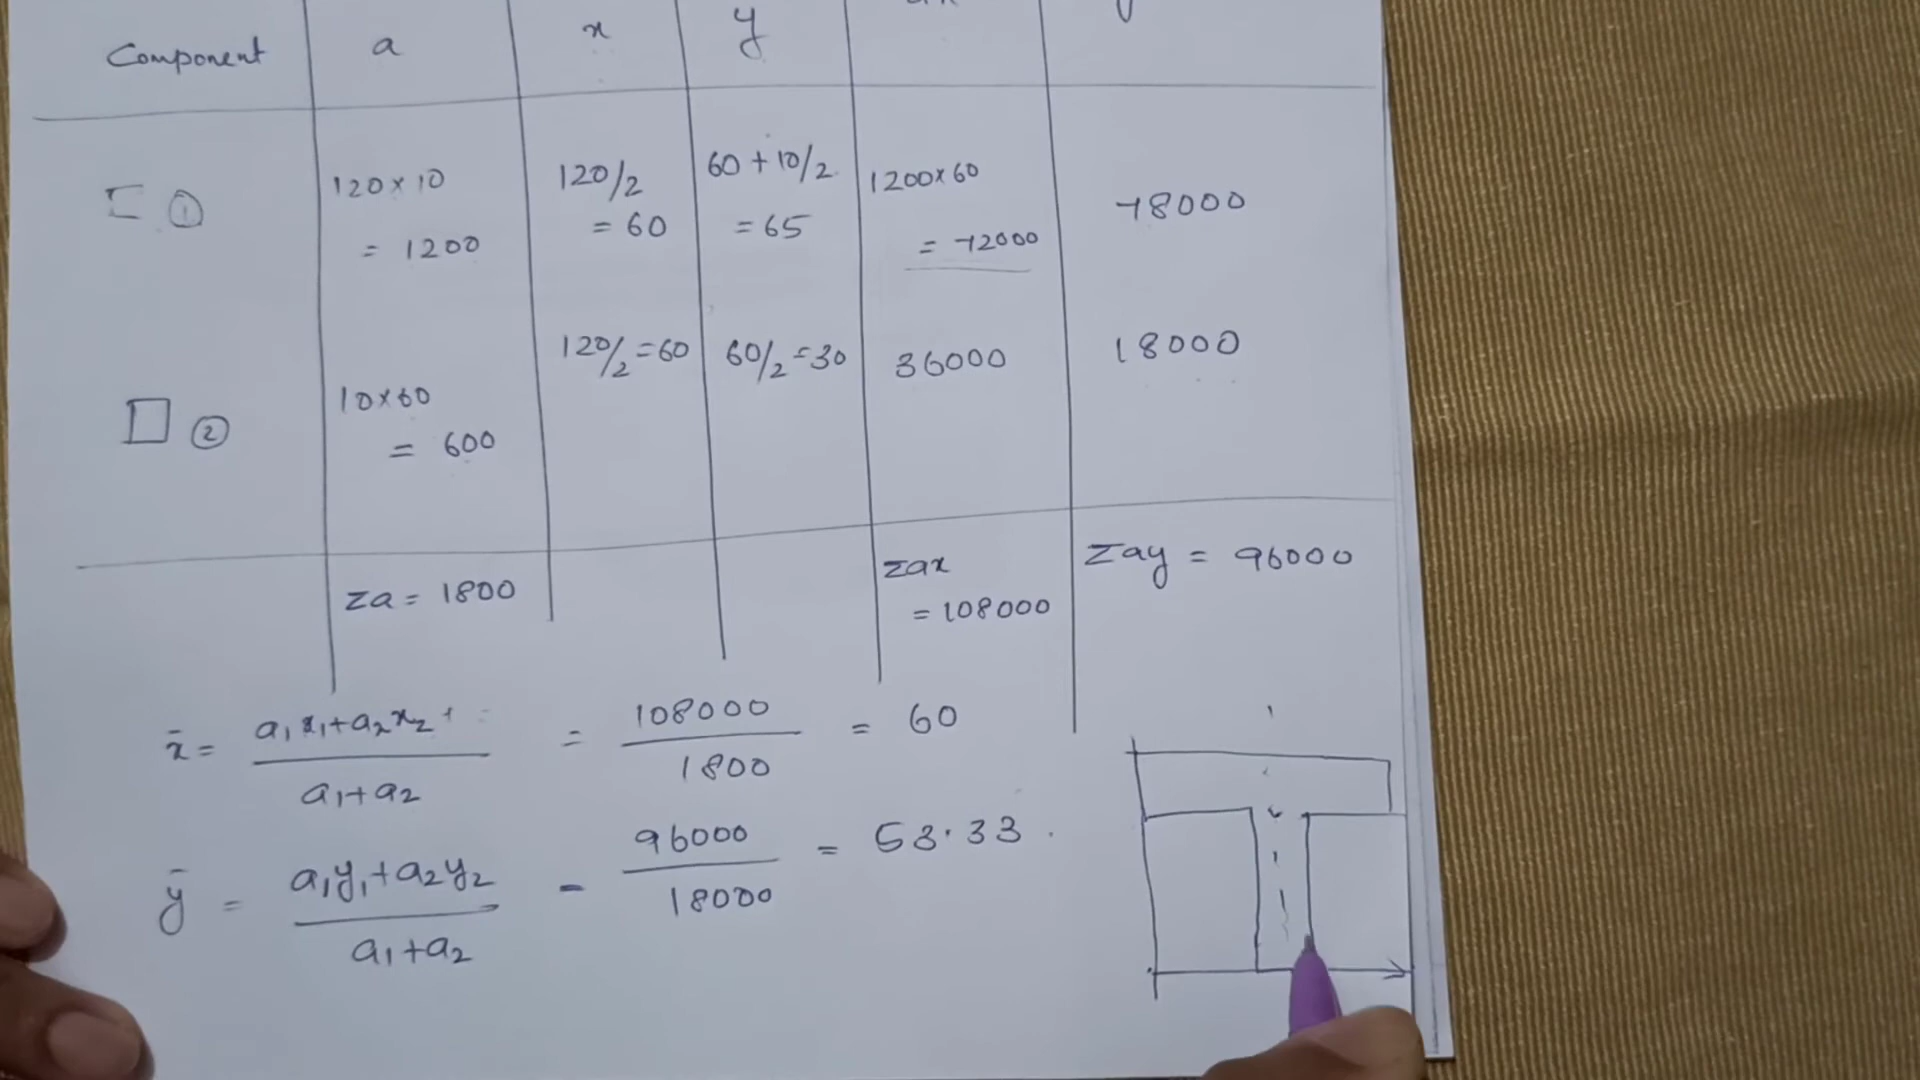 Component a x y
① 120×10 = 1200 120/2 = 60 60 + 10/2 = 65 1200×60 = 72000 78000
② 10×60 = 600 120/2 = 60 60/2 = 30 36000 18000
Σa = 1800 Σax = 108000 Σay = 96000
x̄ = a₁x₁+a₂x₂+ / a₁+a₂ = 108000 / 1800 = 60
ȳ = a₁y₁+a₂y₂ / a₁+a₂ = 96000 / 18000 = 53.33